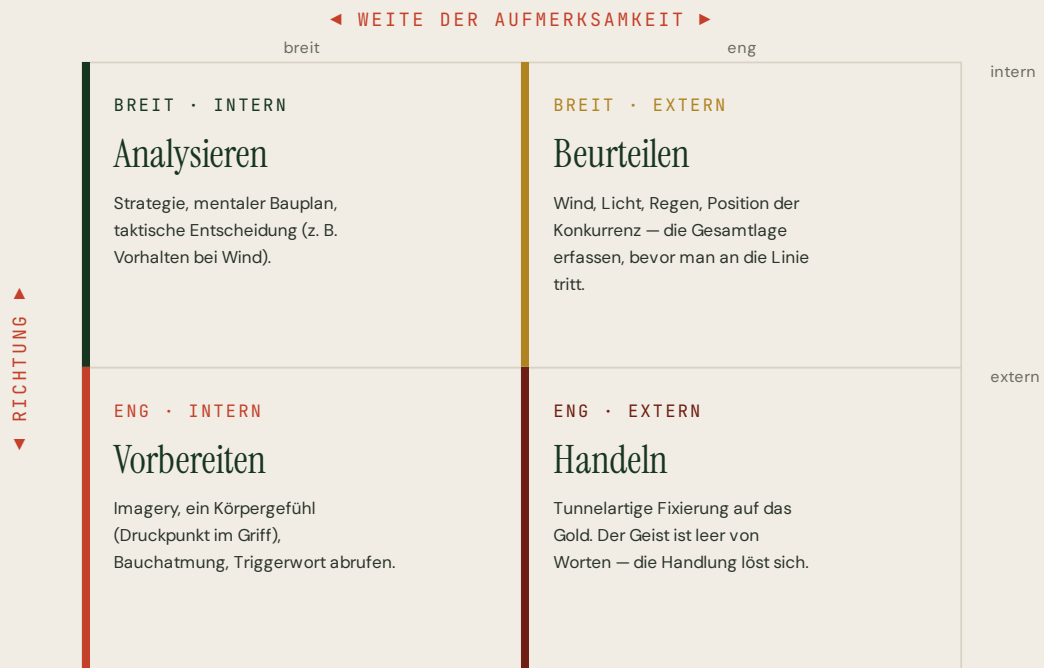 ◄ WEITE DER AUFMERKSAMKEIT ►
breit
eng
intern
BREIT · INTERN
Analysieren
Strategie, mentaler Bauplan,
taktische Entscheidung (z. B.
Vorhalten bei Wind).
BREIT · EXTERN
Beurteilen
Wind, Licht, Regen, Position der
Konkurrenz — die Gesamtlage
erfassen, bevor man an die Linie
tritt.
◄ RICHTUNG ►
extern
ENG · INTERN
Vorbereiten
Imagery, ein Körpergefühl
(Druckpunkt im Griff),
Bauchatmung, Triggerwort abrufen.
ENG · EXTERN
Handeln
Tunnelartige Fixierung auf das
Gold. Der Geist ist leer von
Worten — die Handlung löst sich.